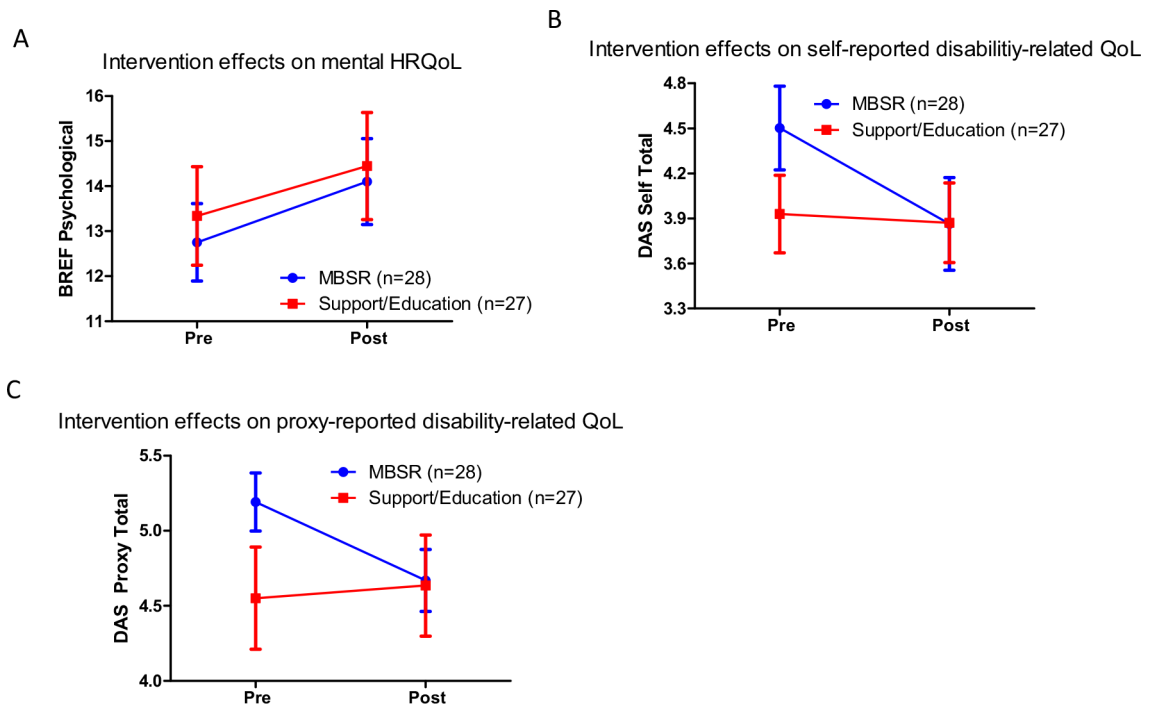 A
Intervention effects on mental HRQoL
16
15
14
13
12
11
BREF Psychological
MBSR (n=28)
Support/Education (n=27)
Pre
Post
B
Intervention effects on self-reported disabilitiy-related QoL
4.8
4.5
4.2
3.9
3.6
3.3
DAS Self Total
MBSR (n=28)
Support/Education (n=27)
Pre
Post
C
Intervention effects on proxy-reported disability-related QoL
5.5
5.0
4.5
4.0
DAS Proxy Total
MBSR (n=28)
Support/Education (n=27)
Pre
Post